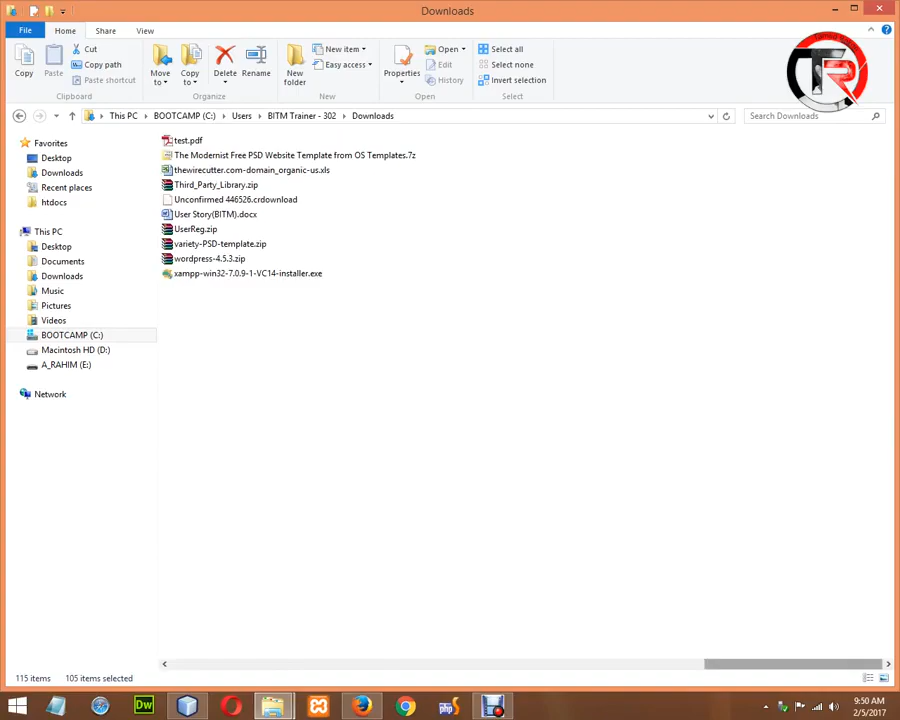 Downloads
File Home Share View
Cut
Copy path
Paste shortcut
Copy Paste
Clipboard
Move to Copy to Delete Rename
Organize
New item
Easy access
New folder
New
Properties
Open
Edit
History
Open
Select all
Select none
Invert selection
Select
TR
This PC BOOTCAMP (C:) Users BITM Trainer - 302 Downloads
Search Downloads
Favorites
Desktop
Downloads
Recent places
htdocs
This PC
Desktop
Documents
Downloads
Music
Pictures
Videos
BOOTCAMP (C:)
Macintosh HD (D:)
A_RAHIM (E:)
Network
test.pdf
The Modernist Free PSD Website Template from OS Templates.7z
thewirecutter.com-domain_organic-us.xls
Third_Party_Library.zip
Unconfirmed 446526.crdownload
User Story(BITM).docx
UserReg.zip
variety-PSD-template.zip
wordpress-4.5.3.zip
xampp-win32-7.0.9-1-VC14-installer.exe
115 items 105 items selected
Dw
php
9:50 AM
2/5/2017